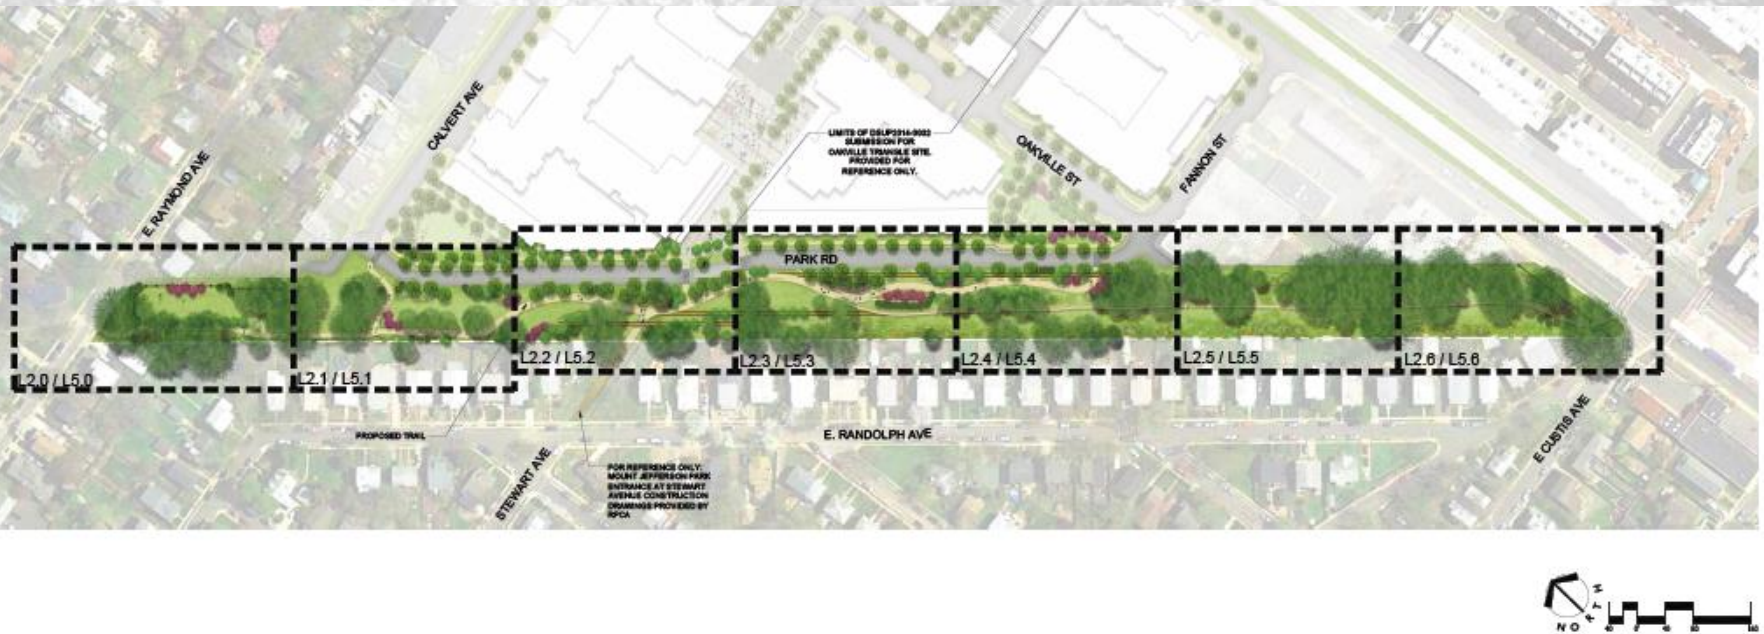 CALVERT AVE
E. RAYMOND AVE
LIMITS OF DSUP2014-0002
SUBMISSION FOR
OAKVILLE TRIANGLE SITE.
PROVIDED FOR
REFERENCE ONLY.
OAKVILLE ST
FANNON ST
PARK RD
L2.0 / L5.0
L2.1 / L5.1
L2.2 / L5.2
L2.3 / L5.3
L2.4 / L5.4
L2.5 / L5.5
L2.6 / L5.6
PROPOSED TRAIL
E. RANDOLPH AVE
E CUSTIS AVE
STEWART AVE
FOR REFERENCE ONLY:
MOUNT JEFFERSON PARK
ENTRANCE AT STEWART
AVENUE CONSTRUCTION
DRAWINGS PROVIDED BY
RPCA
NORTH